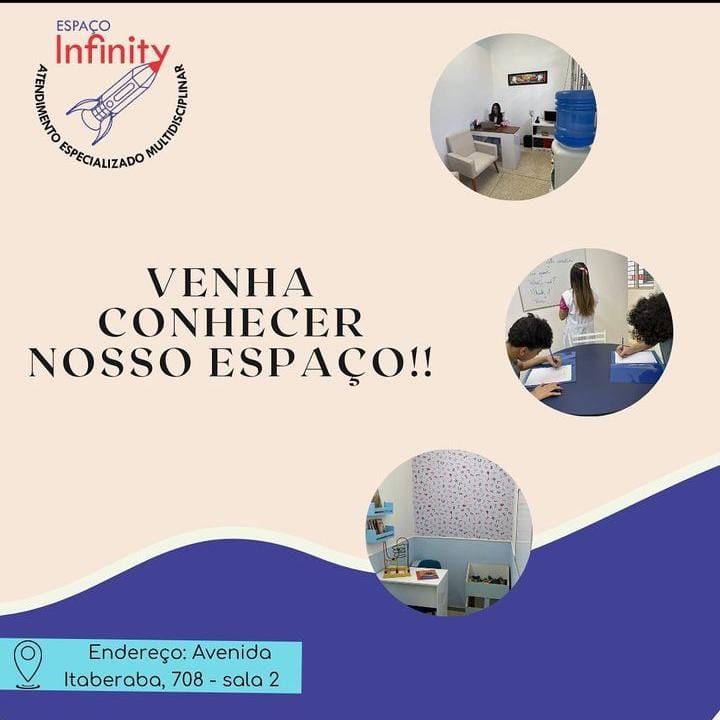 ESPAÇO
Infinity
ATENDIMENTO ESPECIALIZADO MULTIDISCIPLINAR
VENHA
CONHECER
NOSSO ESPAÇO!!
Endereço: Avenida
Itaberaba, 708 - sala 2